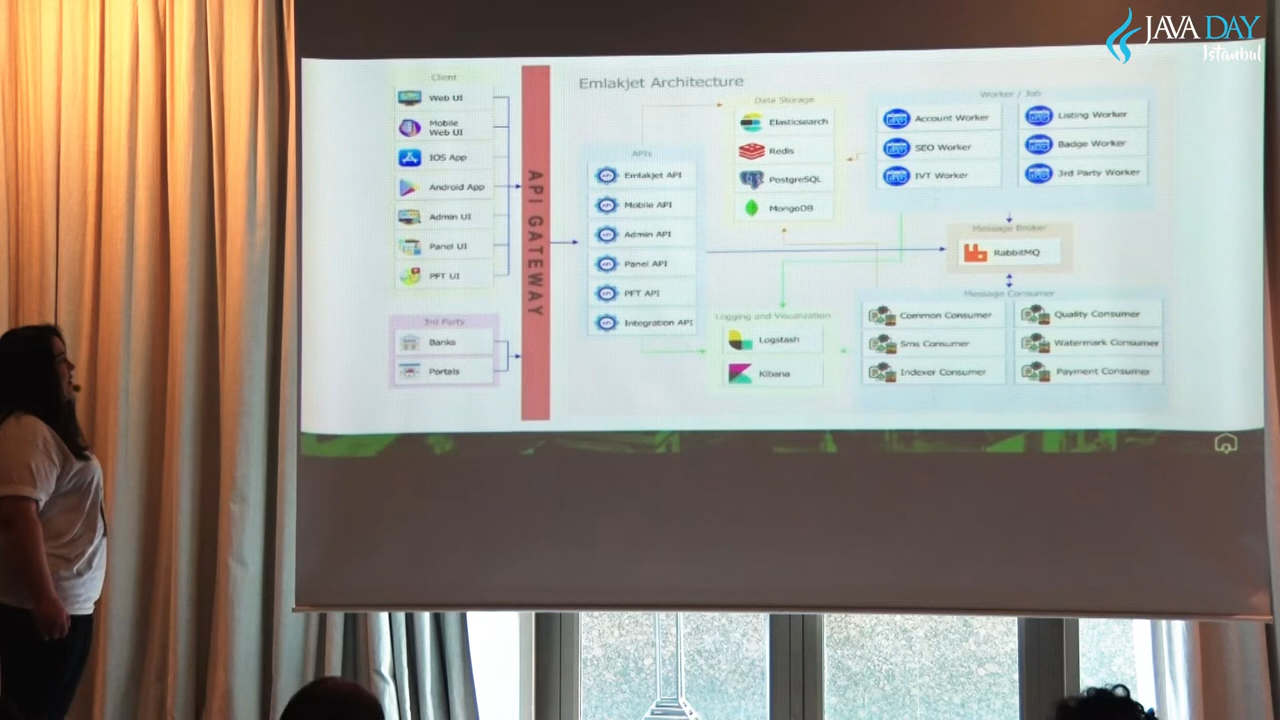 JAVA DAY
Istanbul
Emlakjet Architecture
Client
Web UI
Mobile
Web UI
IOS App
Android App
Admin UI
Panel UI
PFT UI
3rd Party
Banks
Portals
API GATEWAY
APIs
Emlakjet API
Mobile API
Admin API
Panel API
PFT API
Integration API
Data Storage
Elasticsearch
Redis
PostgreSQL
MongoDB
Logging and Visualization
Logstash
Kibana
Worker / Job
Account Worker
Listing Worker
SEO Worker
Badge Worker
IVT Worker
3rd Party Worker
Message Broker
RabbitMQ
Message Consumer
Common Consumer
Quality Consumer
Sms Consumer
Watermark Consumer
Indexer Consumer
Payment Consumer